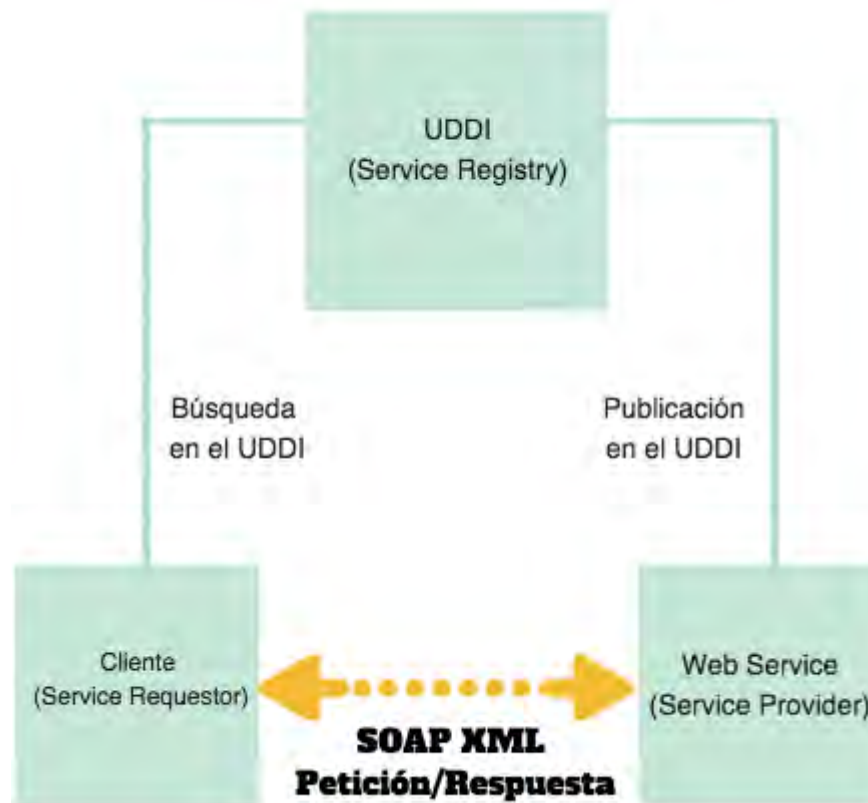 UDDI
(Service Registry)
Búsqueda
en el UDDI
Publicación
en el UDDI
Cliente
(Service Requestor)
Web Service
(Service Provider)
SOAP XML
Petición/Respuesta